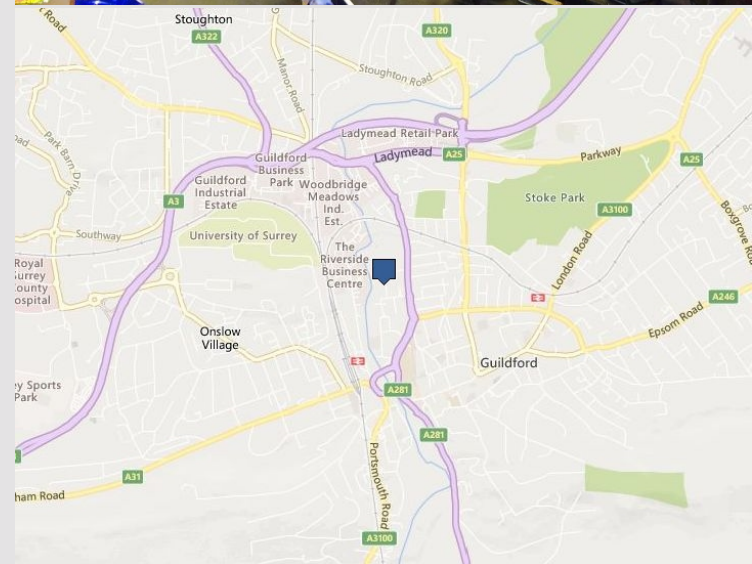 Stoughton
A322
A320
Road
Manor Road
Stoughton Road
Park Barn Drive
Ladymead Retail Park
Ladymead
A25
Parkway
A25
Guildford
Business
Park
Guildford
Industrial
Estate
Woodbridge
Meadows
Ind.
Est.
A3
Stoke Park
A3100
Boxgrove Road
Southway
University of Surrey
London Road
The
Riverside
Business
Centre
Royal
Surrey
County
Hospital
A246
Epsom Road
Onslow
Village
Guildford
ey Sports
Park
A281
A281
A31
ham Road
Portsmouth Road
A3100